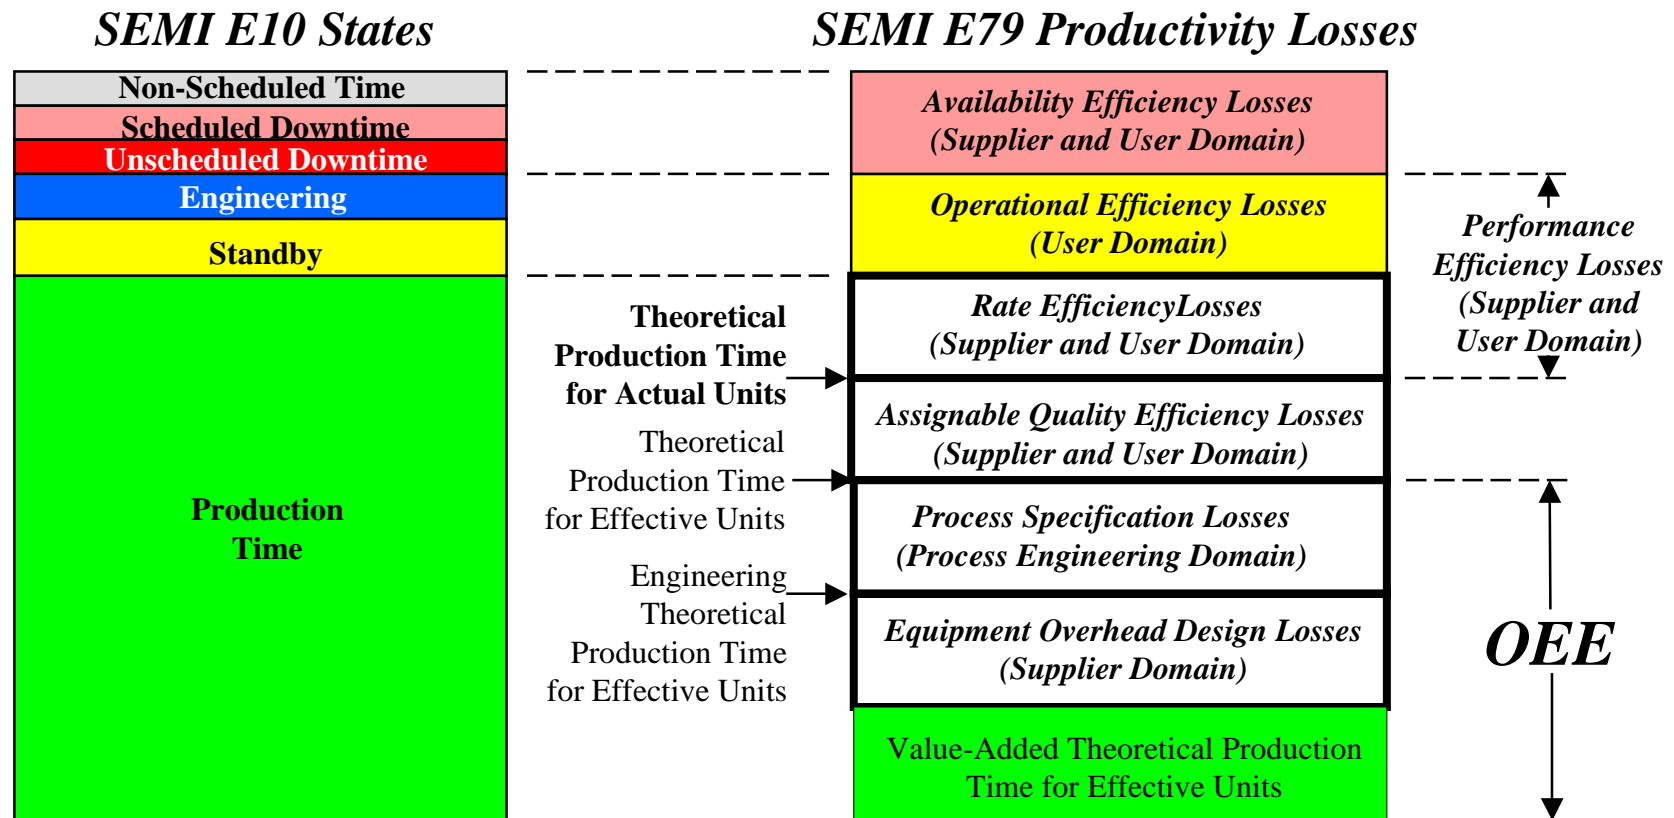 SEMI E10 States
Non-Scheduled Time
Scheduled Downtime
Unscheduled Downtime
Engineering
Standby
Production
Time
Theoretical
Production Time
for Actual Units
Theoretical
Production Time
for Effective Units
Engineering
Theoretical
Production Time
for Effective Units
SEMI E79 Productivity Losses
Availability Efficiency Losses
(Supplier and User Domain)
Operational Efficiency Losses
(User Domain)
Rate EfficiencyLosses
(Supplier and User Domain)
Assignable Quality Efficiency Losses
(Supplier and User Domain)
Process Specification Losses
(Process Engineering Domain)
Equipment Overhead Design Losses
(Supplier Domain)
Value-Added Theoretical Production
Time for Effective Units
Performance
Efficiency Losses
(Supplier and
User Domain)
OEE